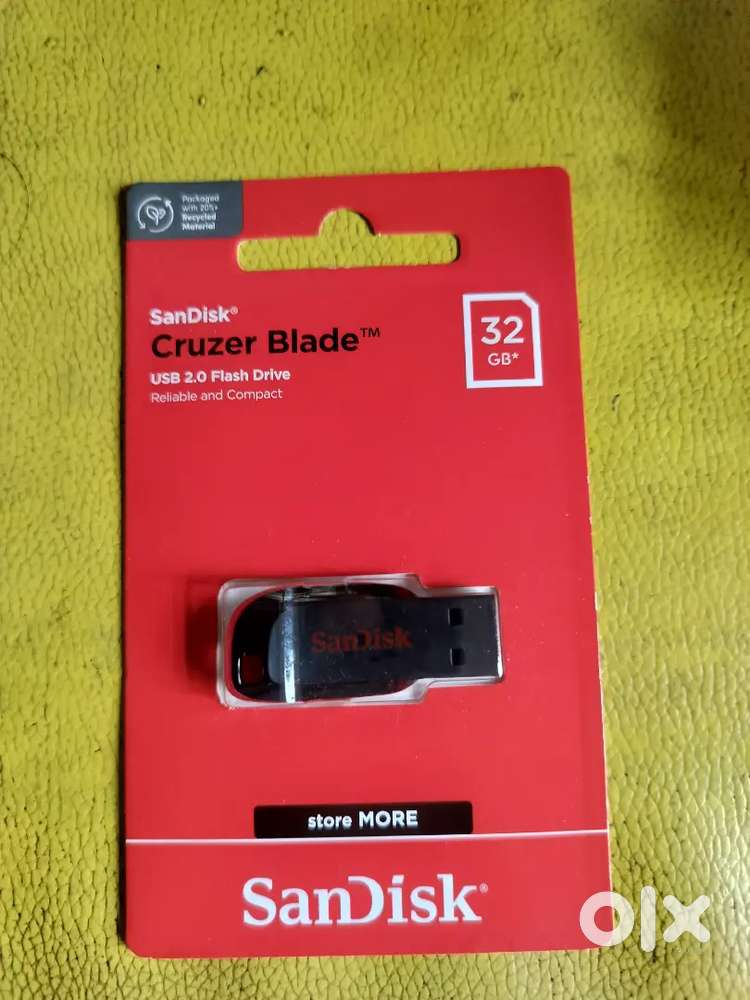 Packaged
with 20%+
Recycled
Material
SanDisk®
Cruzer Blade™
USB 2.0 Flash Drive
Reliable and Compact
32
GB*
SanDisk
store MORE
SanDisk®
olx